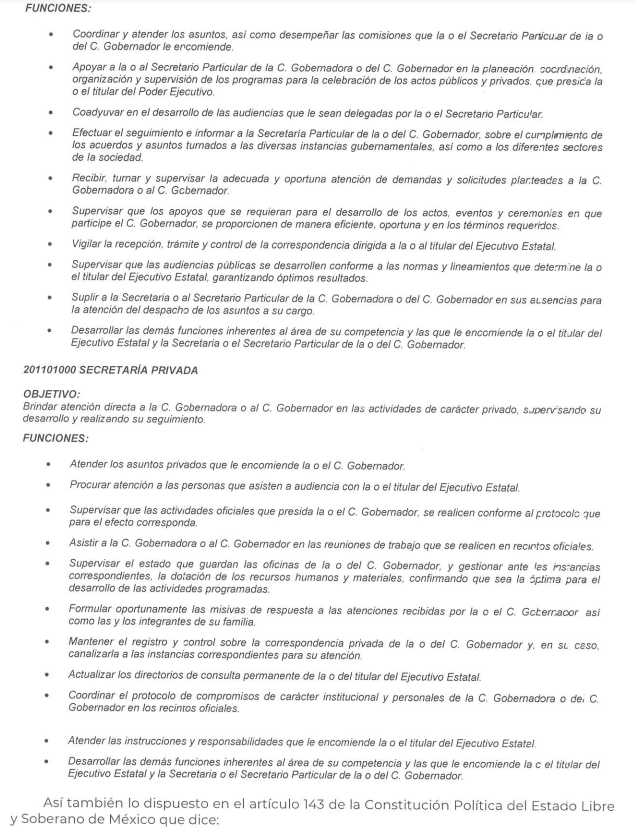 FUNCIONES:
• Coordinar y atender los asuntos, así como desempeñar las comisiones que la o el Secretario Particular de la o
del C. Gobernador le encomiende.
• Apoyar a la o al Secretario Particular de la C. Gobernadora o del C. Gobernador en la planeación, coordinación,
organización y supervisión de los programas para la celebración de los actos públicos y privados, que presida la
o el titular del Poder Ejecutivo.
• Coadyuvar en el desarrollo de las audiencias que le sean delegadas por la o el Secretario Particular.
• Efectuar el seguimiento e informar a la Secretaría Particular de la o del C. Gobernador, sobre el cumplimiento de
los acuerdos y asuntos turnados a las diversas instancias gubernamentales, así como a los diferentes sectores
de la sociedad.
• Recibir, turnar y supervisar la adecuada y oportuna atención de demandas y solicitudes planteadas a la C.
Gobernadora o al C. Gobernador.
• Supervisar que los apoyos que se requieran para el desarrollo de los actos, eventos y ceremonias en que
participe el C. Gobernador, se proporcionen de manera eficiente, oportuna y en los términos requeridos.
• Vigilar la recepción, trámite y control de la correspondencia dirigida a la o al titular del Ejecutivo Estatal.
• Supervisar que las audiencias públicas se desarrollen conforme a las normas y lineamientos que determine la o
el titular del Ejecutivo Estatal, garantizando óptimos resultados.
• Suplir a la Secretaria o al Secretario Particular de la C. Gobernadora o del C. Gobernador en sus ausencias para
la atención del despacho de los asuntos a su cargo.
• Desarrollar las demás funciones inherentes al área de su competencia y las que le encomiende la o el titular del
Ejecutivo Estatal y la Secretaria o el Secretario Particular de la o del C. Gobernador.
201101000 SECRETARÍA PRIVADA
OBJETIVO:
Brindar atención directa a la C. Gobernadora o al C. Gobernador en las actividades de carácter privado, supervisando su
desarrollo y realizando su seguimiento.
FUNCIONES:
• Atender los asuntos privados que le encomiende la o el C. Gobernador.
• Procurar atención a las personas que asisten a audiencia con la o el titular del Ejecutivo Estatal.
• Supervisar que las actividades oficiales que presida la o el C. Gobernador, se realicen conforme al protocolo que
para el efecto corresponda.
• Asistir a la C. Gobernadora o al C. Gobernador en las reuniones de trabajo que se realicen en recintos oficiales.
• Supervisar el estado que guardan las oficinas de la o del C. Gobernador, y gestionar ante les instancias
correspondientes, la dotación de los recursos humanos y materiales, confirmando que sea la óptima para el
desarrollo de las actividades programadas.
• Formular oportunamente las misivas de respuesta a las atenciones recibidas por la o el C. Gobernador así
como las y los integrantes de su familia.
• Mantener el registro y control sobre la correspondencia privada de la o del C. Gobernador y, en su caso,
canalizarla a las instancias correspondientes para su atención.
• Actualizar los directorios de consulta permanente de la o del titular del Ejecutivo Estatal.
• Coordinar el protocolo de compromisos de carácter institucional y personales de la C. Gobernadora o del C.
Gobernador en los recintos oficiales.
• Atender las instrucciones y responsabilidades que le encomiende la o el titular del Ejecutivo Estatal.
• Desarrollar las demás funciones inherentes al área de su competencia y las que le encomiende la o el titular del
Ejecutivo Estatal y la Secretaria o el Secretario Particular de la o del C. Gobernador.
Así también lo dispuesto en el artículo 143 de la Constitución Política del Estado Libre
y Soberano de México que dice: